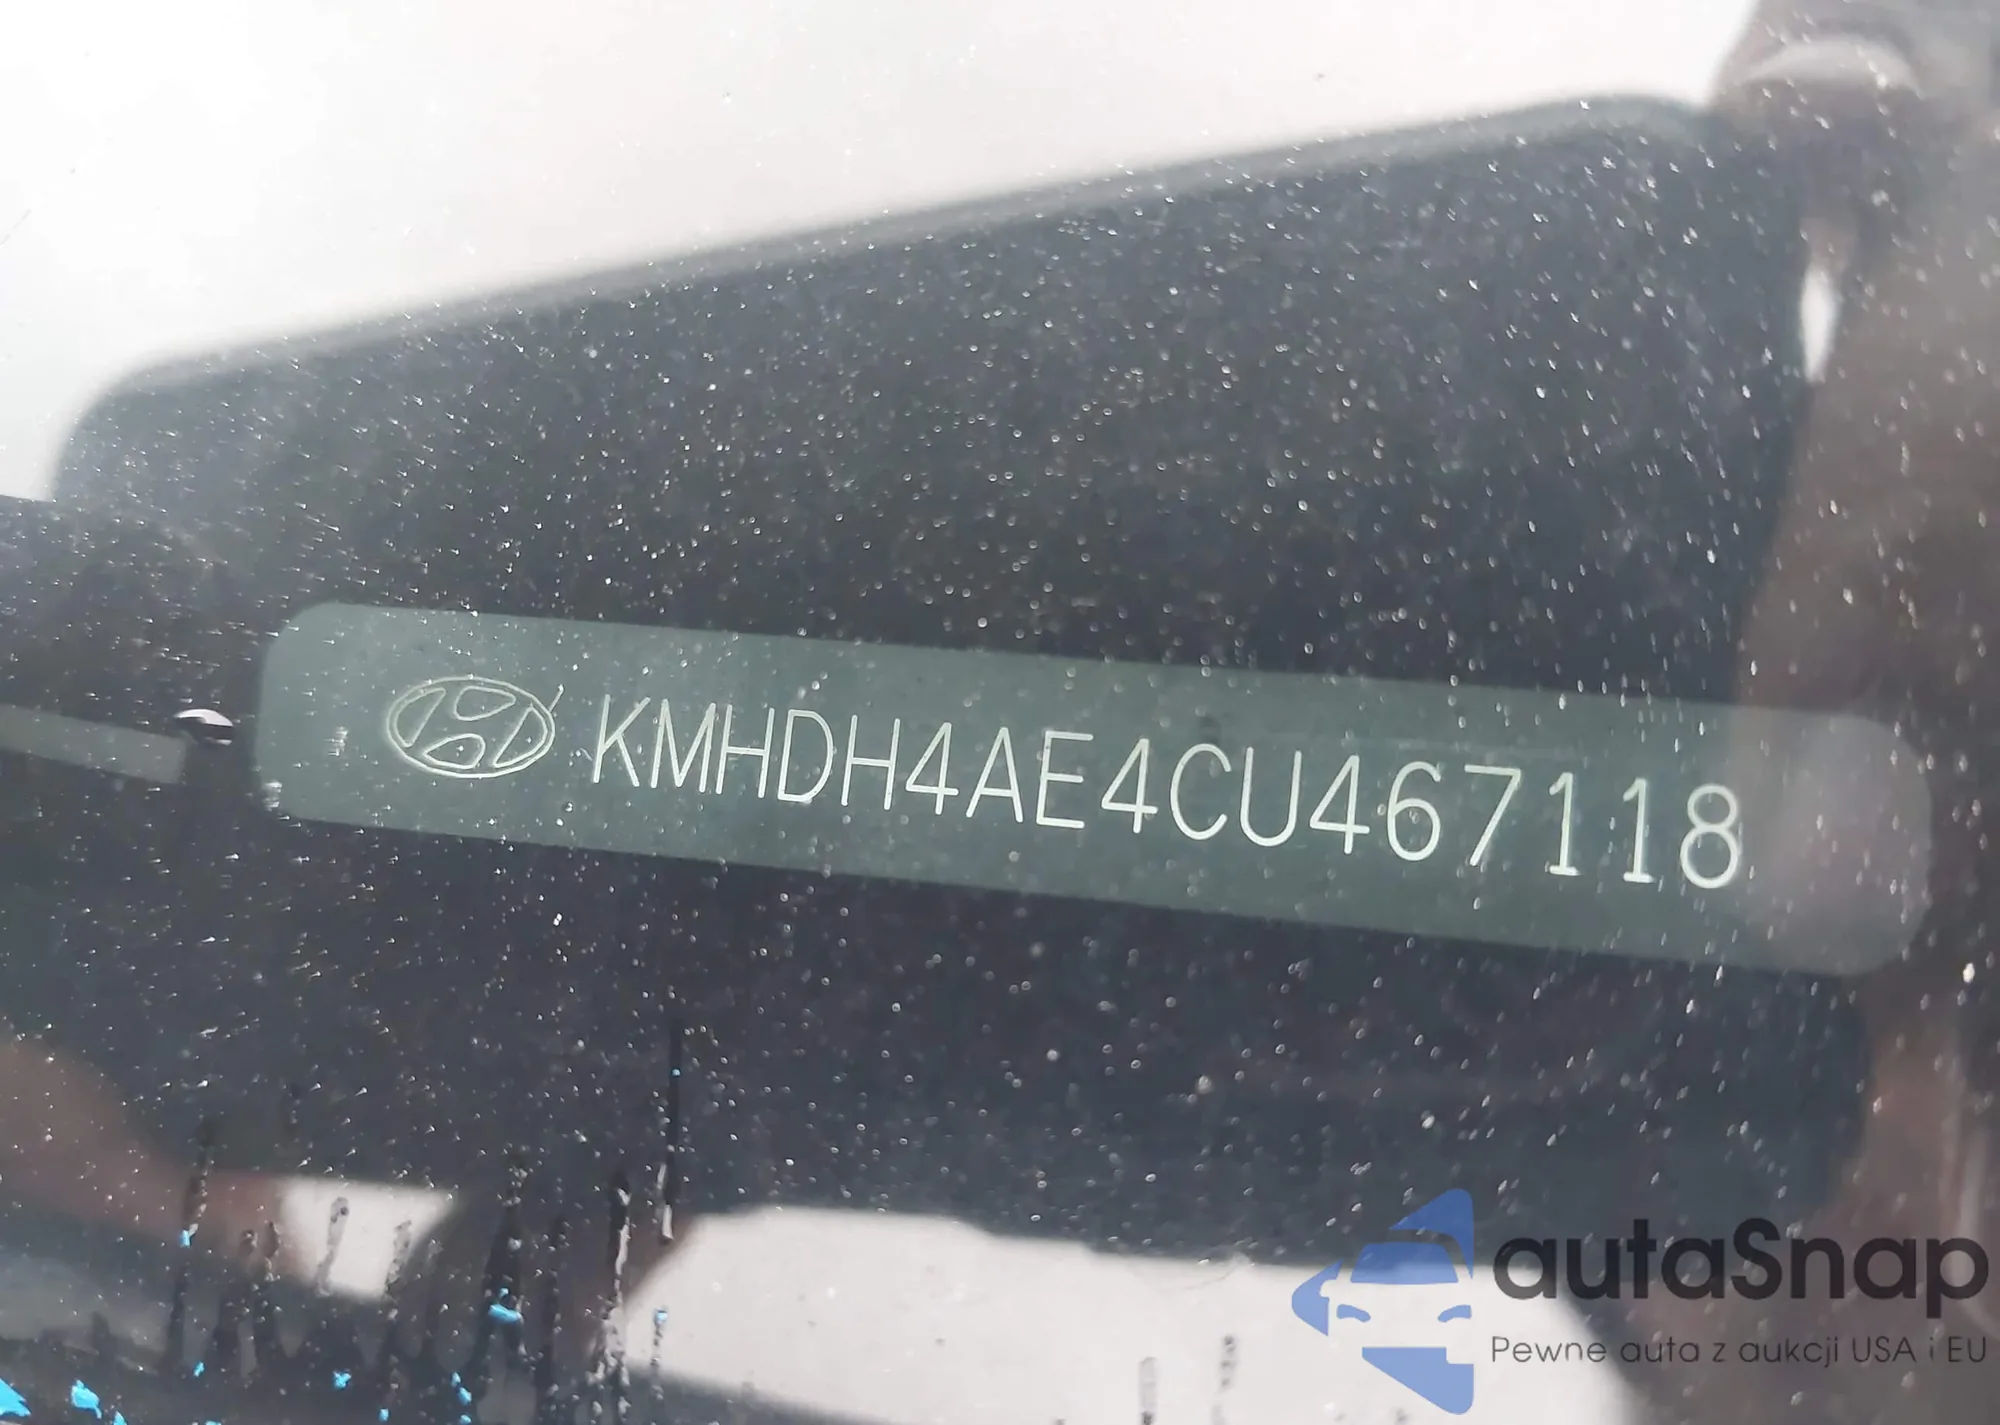 KMHDH4AE4CU467118
autaSnap
Pewne auta z aukcji USA i EU